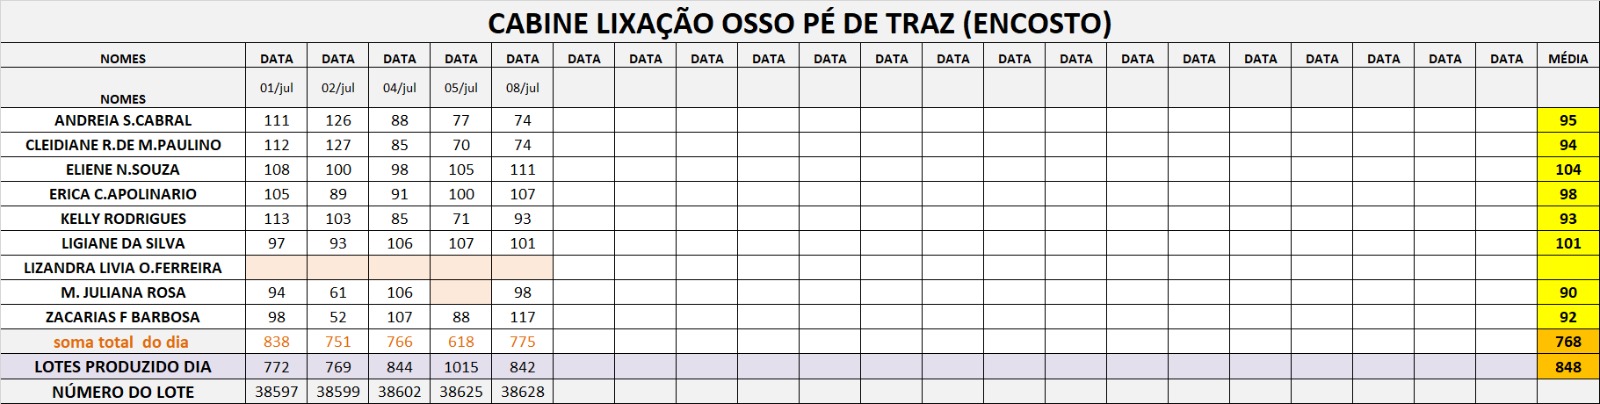 CABINE LIXAÇÃO OSSO PÉ DE TRAZ (ENCOSTO)
NOMES DATA DATA DATA DATA DATA DATA DATA DATA DATA DATA DATA DATA DATA DATA DATA DATA DATA DATA DATA DATA DATA MÉDIA
NOMES 01/jul 02/jul 04/jul 05/jul 08/jul
ANDREIA S.CABRAL 111 126 88 77 74 95
CLEIDIANE R.DE M.PAULINO 112 127 85 70 74 94
ELIENE N.SOUZA 108 100 98 105 111 104
ERICA C.APOLINARIO 105 89 91 100 107 98
KELLY RODRIGUES 113 103 85 71 93 93
LIGIANE DA SILVA 97 93 106 107 101 101
LIZANDRA LIVIA O.FERREIRA
M. JULIANA ROSA 94 61 106 98 90
ZACARIAS F BARBOSA 98 52 107 88 117 92
soma total do dia 838 751 766 618 775 768
LOTES PRODUZIDO DIA 772 769 844 1015 842 848
NÚMERO DO LOTE 38597 38599 38602 38625 38628